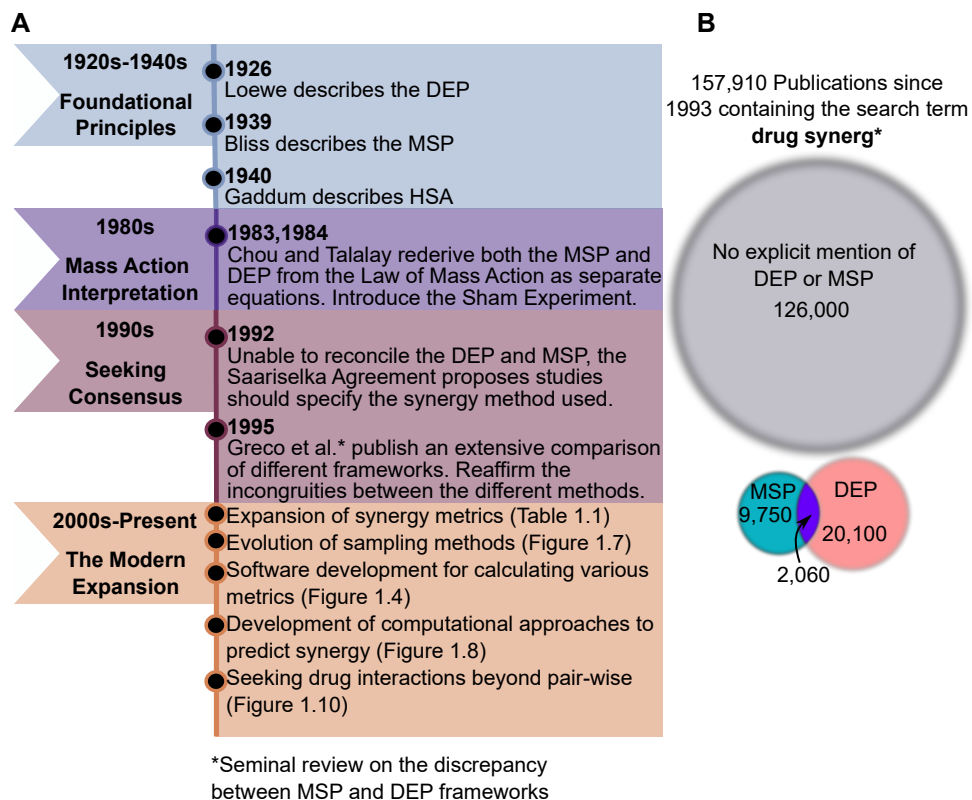 A
1920s-1940s
Foundational
Principles
1926
Loewe describes the DEP
1939
Bliss describes the MSP
1940
Gaddum describes HSA
1980s
Mass Action
Interpretation
1983,1984
Chou and Talalay rederive both the MSP and
DEP from the Law of Mass Action as separate
equations. Introduce the Sham Experiment.
1990s
Seeking
Consensus
1992
Unable to reconcile the DEP and MSP, the
Saariselka Agreement proposes studies
should specify the synergy method used.
1995
Greco et al.* publish an extensive comparison
of different frameworks. Reaffirm the
incongruities between the different methods.
2000s-Present
The Modern
Expansion
Expansion of synergy metrics (Table 1.1)
Evolution of sampling methods (Figure 1.7)
Software development for calculating various
metrics (Figure 1.4)
Development of computational approaches to
predict synergy (Figure 1.8)
Seeking drug interactions beyond pair-wise
(Figure 1.10)
*Seminal review on the discrepancy
between MSP and DEP frameworks
B
157,910 Publications since
1993 containing the search term
drug synerg*
No explicit mention of
DEP or MSP
126,000
MSP
9,750
DEP
20,100
2,060